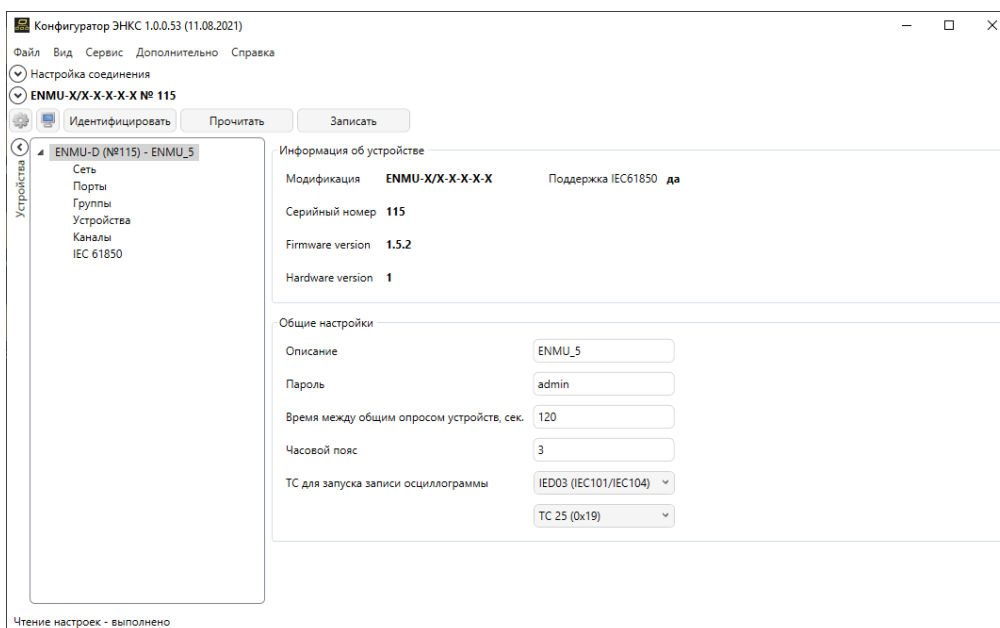 Конфигуратор ЭНКС 1.0.0.53 (11.08.2021)
Файл Вид Сервис Дополнительно Справка
Настройка соединения
ENMU-X/X-X-X-X-X № 115
Идентифицировать Прочитать Записать
Устройства
ENMU-D (№115) - ENMU_5
Сеть
Порты
Группы
Устройства
Каналы
IEC 61850
Информация об устройстве
Модификация ENMU-X/X-X-X-X-X Поддержка IEC61850 да
Серийный номер 115
Firmware version 1.5.2
Hardware version 1
Общие настройки
Описание ENMU_5
Пароль admin
Время между общим опросом устройств, сек. 120
Часовой пояс 3
ТС для запуска записи осциллограммы IED03 (IEC101/IEC104)
ТС 25 (0x19)
Чтение настроек - выполнено